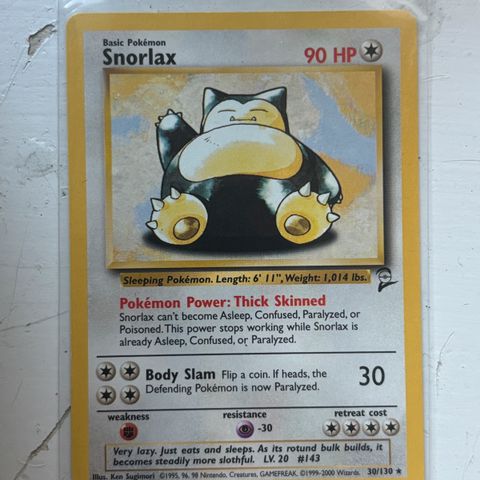 Basic Pokémon
Snorlax 90 HP
Sleeping Pokémon. Length: 6' 11", Weight: 1,014 lbs.
Pokémon Power: Thick Skinned
Snorlax can't become Asleep, Confused, Paralyzed, or
Poisoned. This power stops working while Snorlax is
already Asleep, Confused, or Paralyzed.
Body Slam Flip a coin. If heads, the 30
Defending Pokémon is now Paralyzed.
weakness resistance retreat cost
-30
Very lazy. Just eats and sleeps. As its rotund bulk builds, it
becomes steadily more slothful. LV. 20 #143
Illus. Ken Sugimori ©1995, 96, 98 Nintendo, Creatures, GAMEFREAK. ©1999-2000 Wizards. 30/130 ★